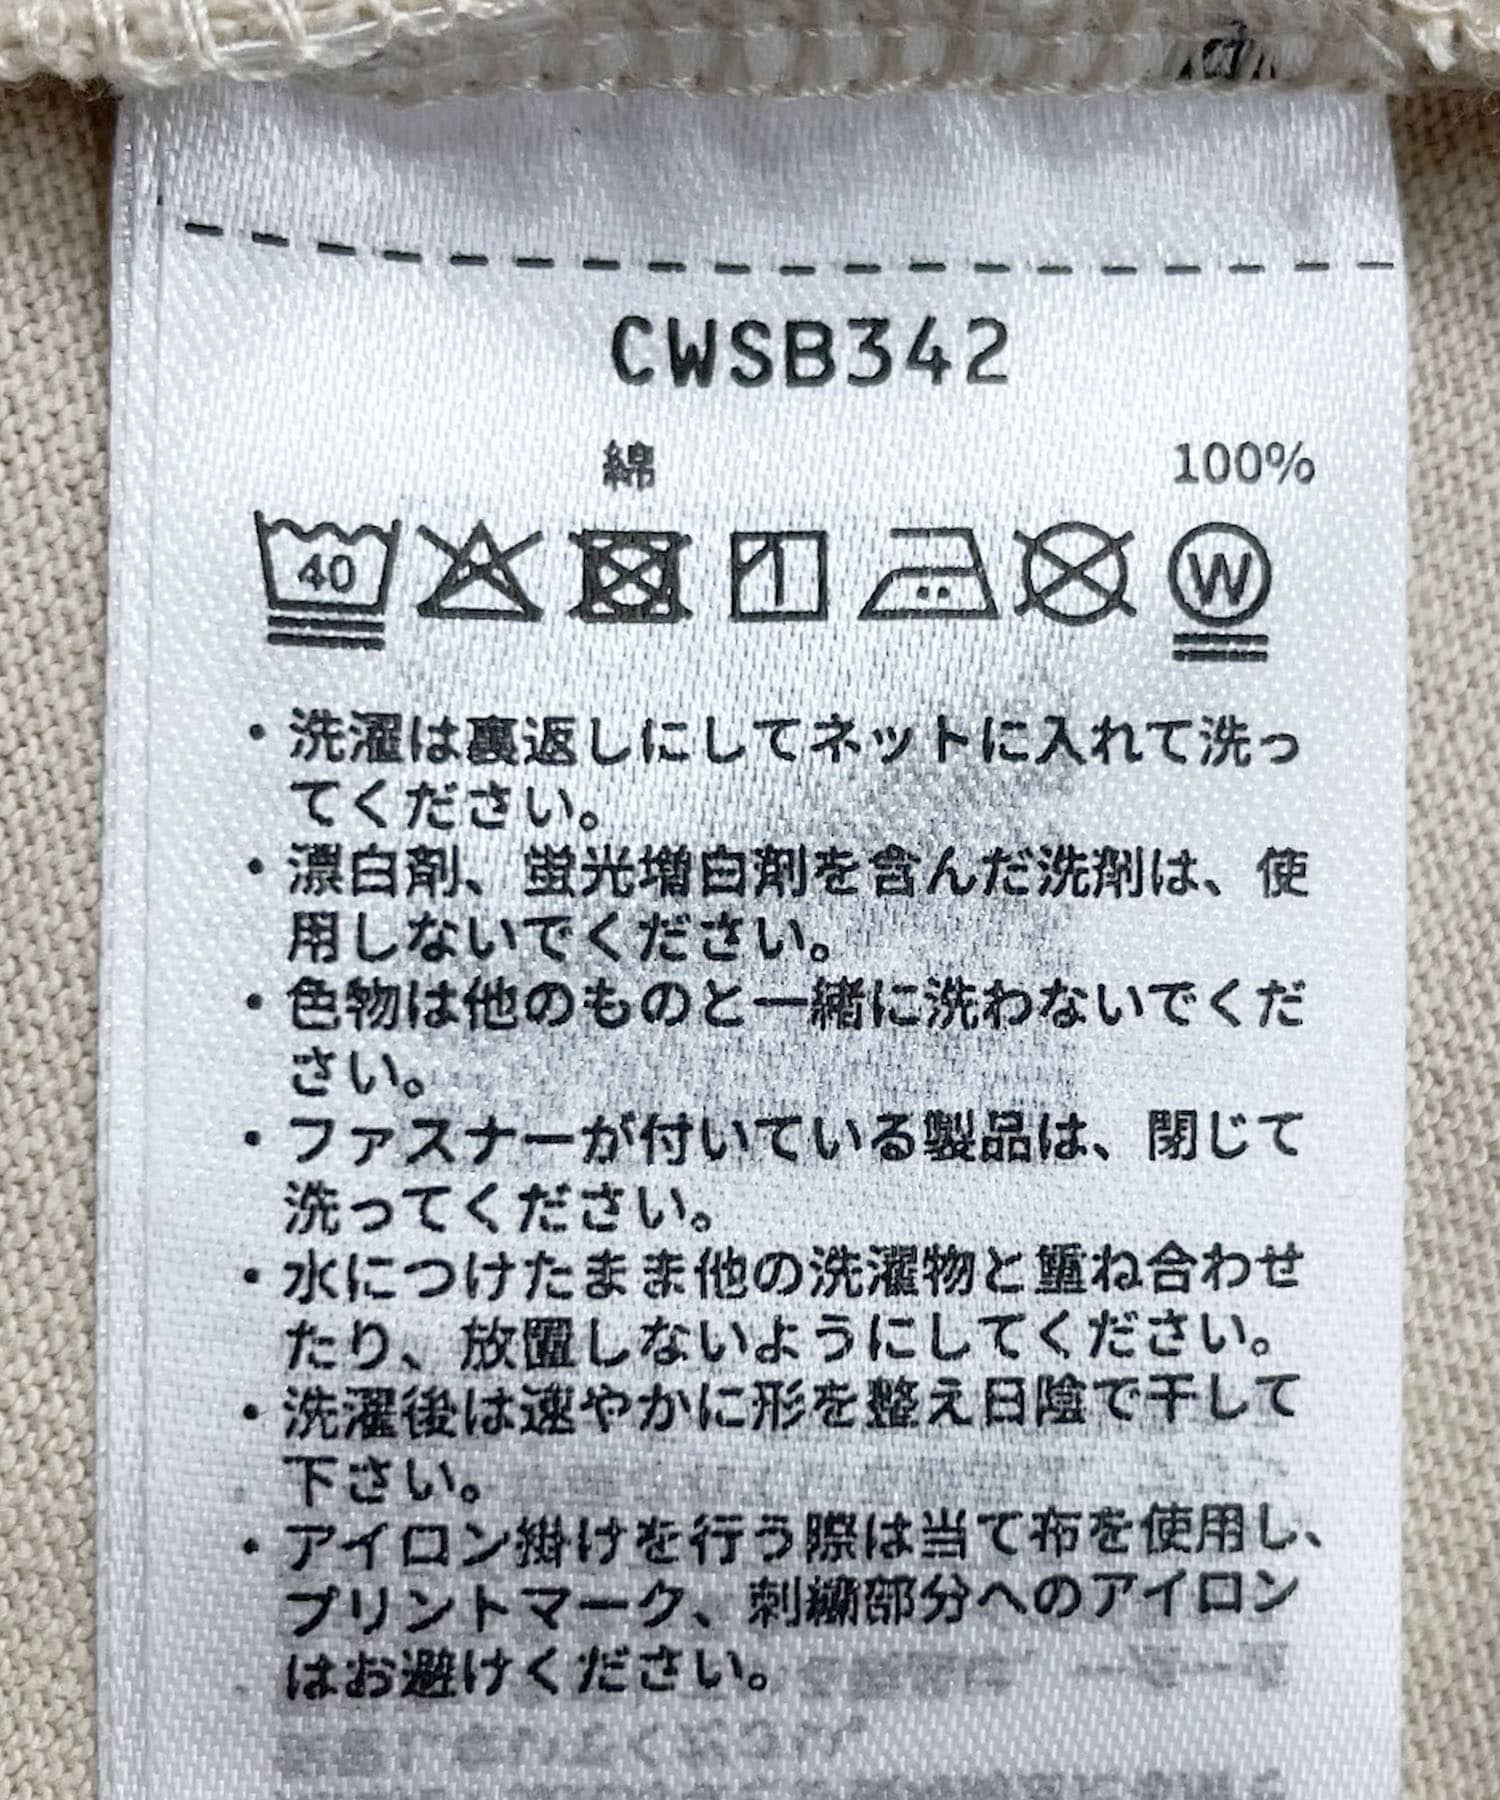 CWSB342
綿 100%
40 W
・洗濯は裏返しにしてネットに入れて洗っ
てください。
・漂白剤、蛍光増白剤を含んだ洗剤は、使
用しないでください。
・色物は他のものと一緒に洗わないでくだ
さい。
・ファスナーが付いている製品は、閉じて
洗ってください。
・水につけたまま他の洗濯物と重ね合わせ
たり、放置しないようにしてください。
・洗濯後は速やかに形を整え日陰で干して
下さい。
・アイロン掛けを行う際は当て布を使用し、
プリントマーク、刺繍部分へのアイロン
はお避けください。